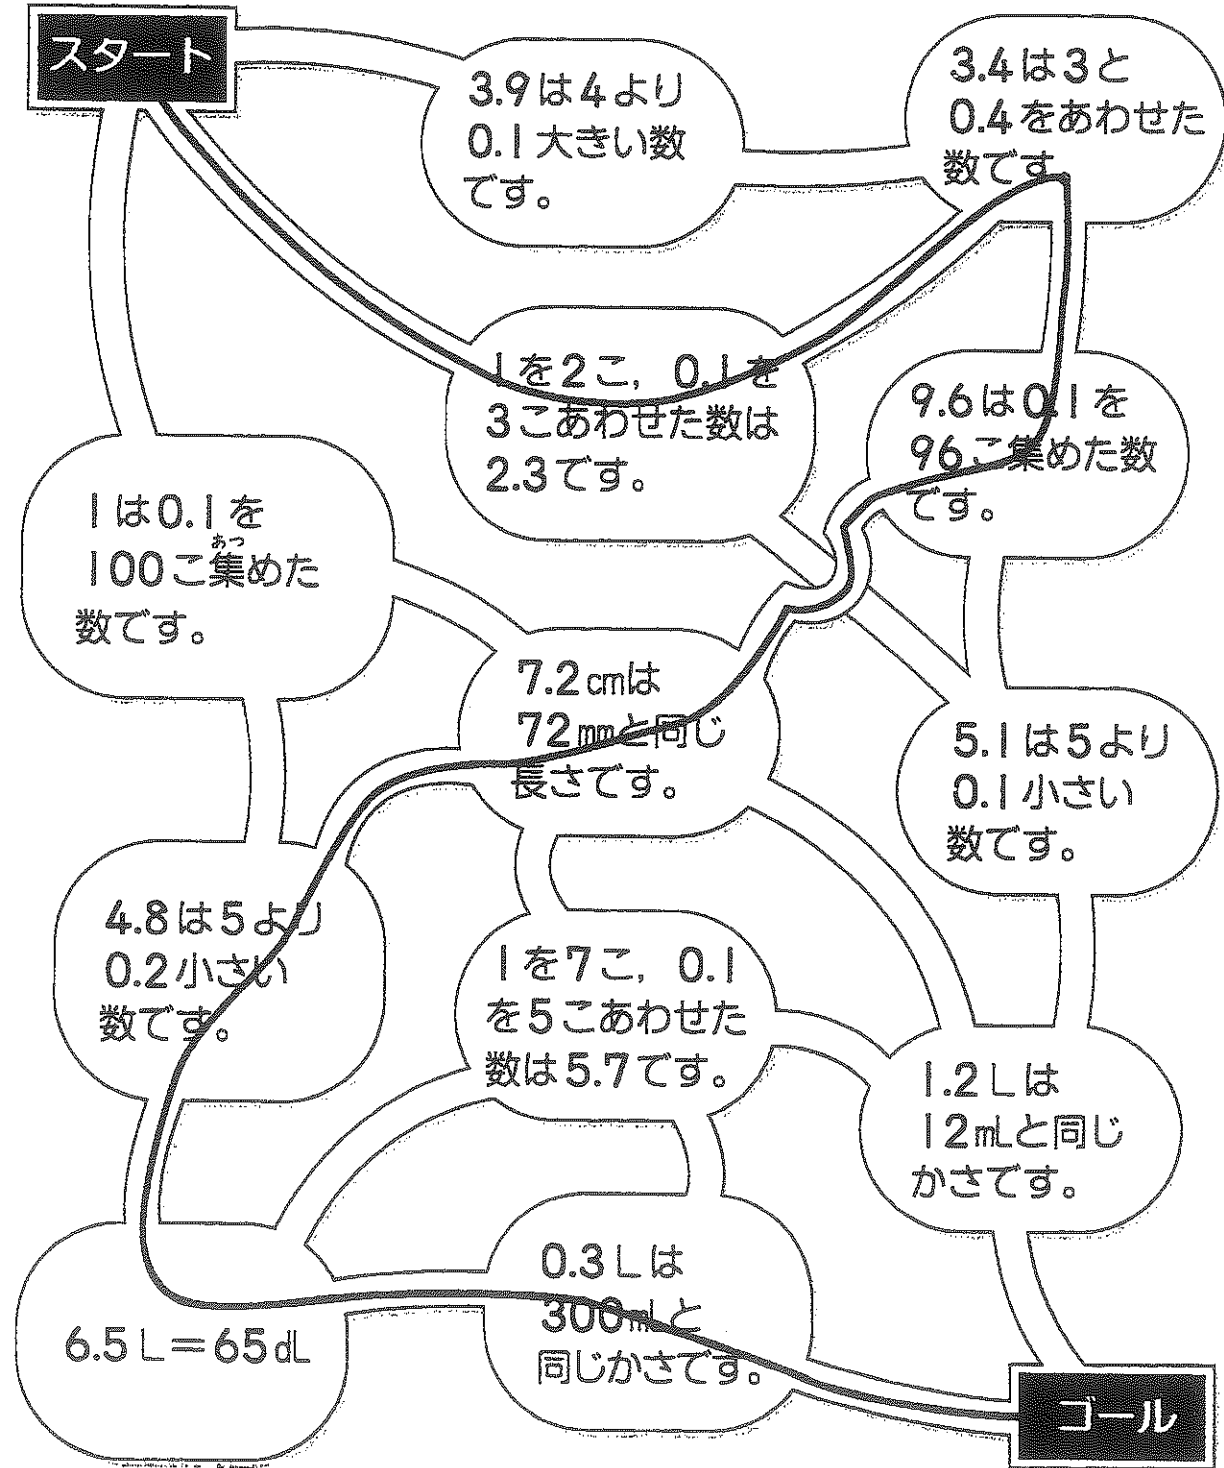 スタート
3.9は4より
0.1大きい数
です。
3.4は3と
0.4をあわせた
数です
1を2こ，0.1を
3こあわせた数は
2.3です。
9.6は0.1を
96こ集めた数
です。
1は0.1を
あつ
100こ集めた
数です。
7.2cmは
72mmと同じ
長さです。
5.1は5より
0.1小さい
数です。
4.8は5より
0.2小さい
数です。
1を7こ，0.1
を5こあわせた
数は5.7です。
1.2Lは
12mLと同じ
かさです。
6.5L＝65dL
0.3Lは
300mLと
同じかさです。
ゴール